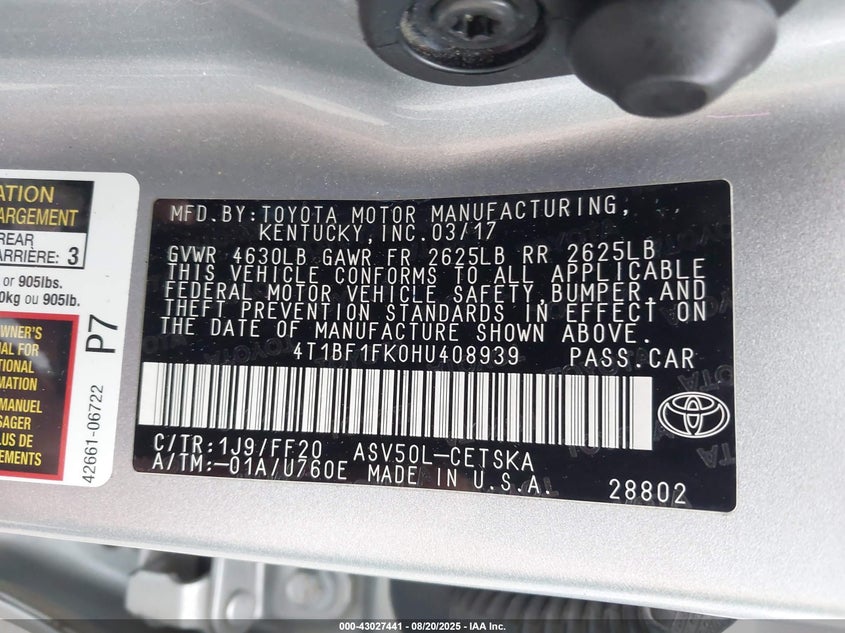 ATION
ARGEMENT
REAR
ARRIÈRE: 3
or 905lbs.
0kg ou 905lb.
WNER'S
AL FOR
TIONAL
MATION
MANUEL
SAGER
LUS DE
EMENTS
P7
42661-06722
MFD.BY:TOYOTA MOTOR MANUFACTURING,
KENTUCKY,INC.03/17
GVWR 4630LB GAWR FR 2625LB RR 2625LB
THIS VEHICLE CONFORMS TO ALL APPLICABLE
FEDERAL MOTOR VEHICLE SAFETY,BUMPER,AND
THEFT PREVENTION STANDARDS IN EFFECT ON
THE DATE OF MANUFACTURE SHOWN ABOVE.
4T1BF1FK0HU408939 PASS.CAR
C/TR:1J9/FF20 ASV50L-CETSKA
A/TM:-01A/U760E MADE IN U.S.A.
28802
000-43027441 — 08/20/2025 — IAA Inc.